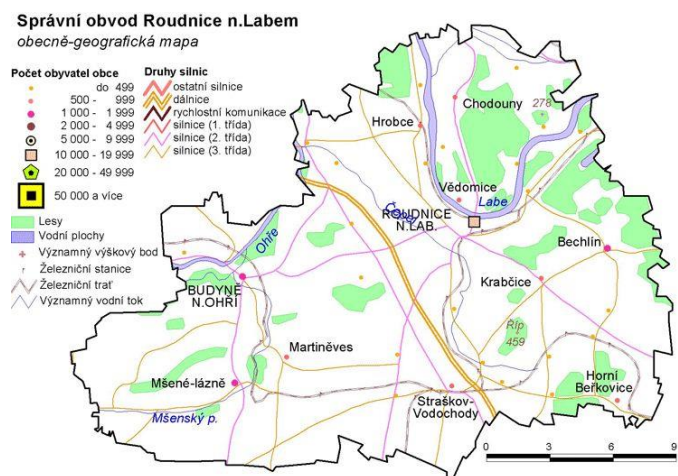 Správní obvod Roudnice n.Labem
obecně-geografická mapa
Počet obyvatel obce
do 499
500 - 999
1 000 - 1 999
2 000 - 4 999
5 000 - 9 999
10 000 - 19 999
20 000 - 49 999
50 000 a více
Lesy
Vodní plochy
Významný výškový bod
Železniční stanice
Železniční trať
Významný vodní tok
Druhy silnic
ostatní silnice
dálnice
rychlostní komunikace
silnice (1. třída)
silnice (2. třída)
silnice (3. třída)
Chodouny
278
Hrobce
Vědomice
Labe
Čepel
ROUDNICE
N.LAB.
Ohře
Bechlín
BUDYNĚ
N.OHŘÍ
Krabčice
Říp
459
Martiněves
Mšené-lázně
Horní
Beřkovice
Straškov-
Vodochody
Mšenský p.
0 3 6 9